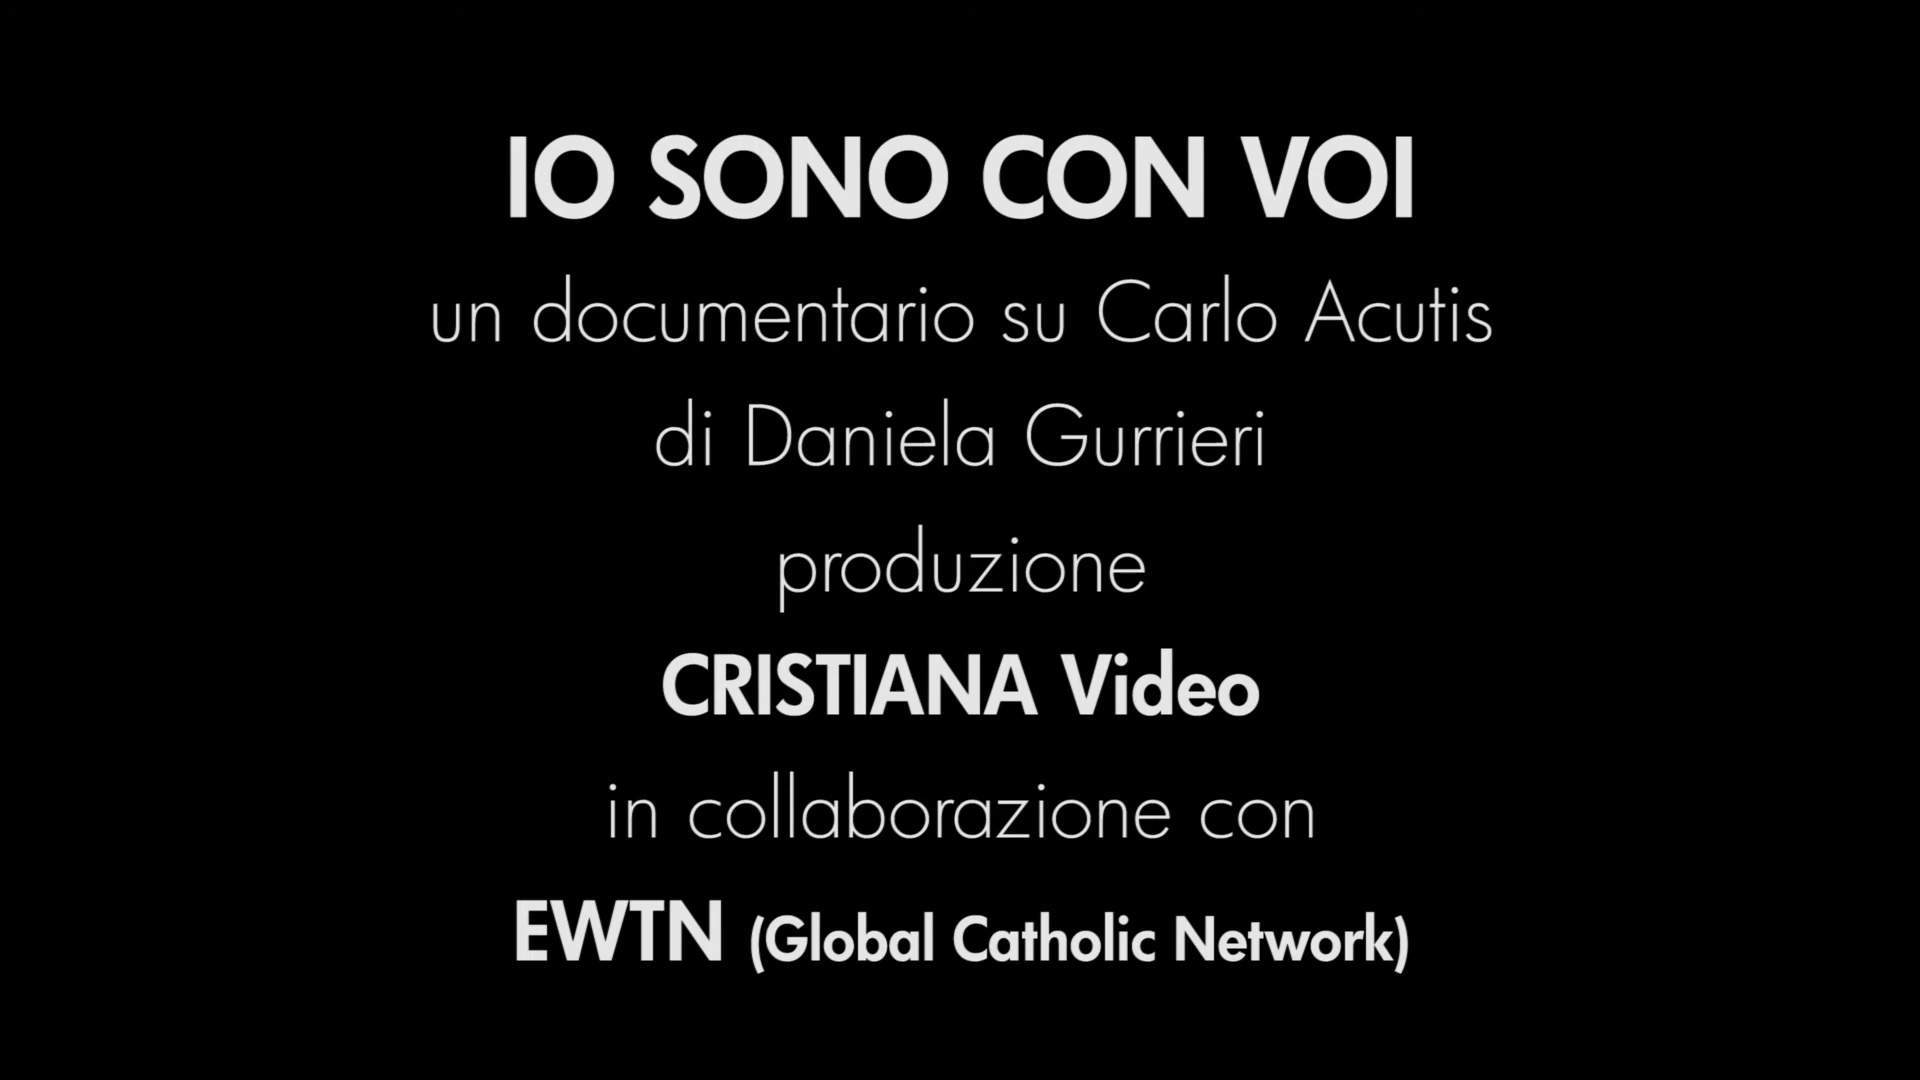 IO SONO CON VOI
un documentario su Carlo Acutis
di Daniela Gurrieri
produzione
CRISTIANA Video
in collaborazione con
EWTN (Global Catholic Network)